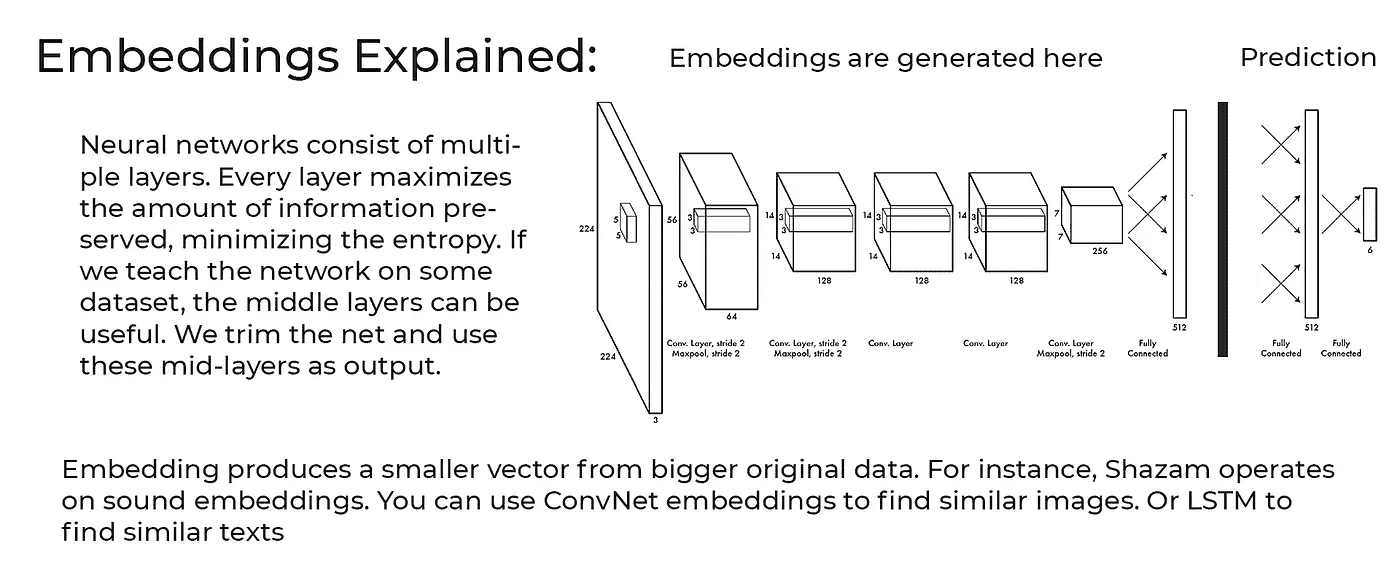 Embeddings Explained:
Embeddings are generated here
Prediction
Neural networks consist of multi-
ple layers. Every layer maximizes
the amount of information pre-
served, minimizing the entropy. If
we teach the network on some
dataset, the middle layers can be
useful. We trim the net and use
these mid-layers as output.
224
224
3
5
5
56
56
3
3
64
14
14
3
3
128
14
14
3
3
128
14
14
3
3
128
7
7
256
512
512
6
Conv. Layer, stride 2
Maxpool, stride 2
Conv. Layer, stride 2
Maxpool, stride 2
Conv. Layer
Conv. Layer
Conv. Layer
Maxpool, stride 2
Fully
Connected
Fully
Connected
Fully
Connected
Embedding produces a smaller vector from bigger original data. For instance, Shazam operates
on sound embeddings. You can use ConvNet embeddings to find similar images. Or LSTM to
find similar texts